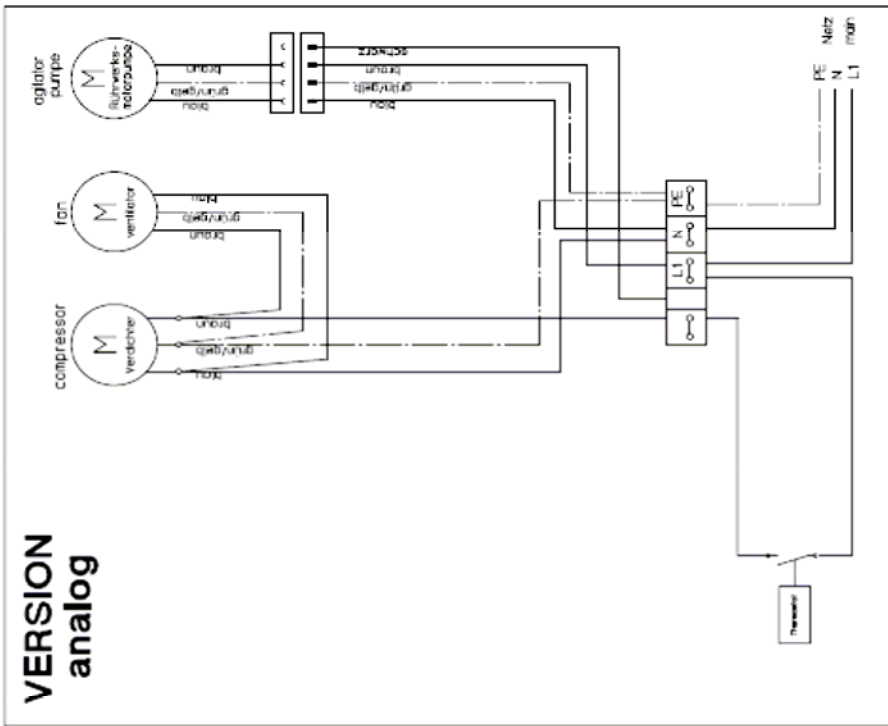 VERSION
analog
agitator
pumpe
M
Rührwerks-
motorpumpe
braun
grün/gelb
blau
schwarz
braun
grün/gelb
blau
fan
M
ventilator
blau
grün/gelb
braun
compressor
M
Verdichter
braun
grün/gelb
blau
PE
N
L1
Netz
main
PE
N
L1
Thermostat